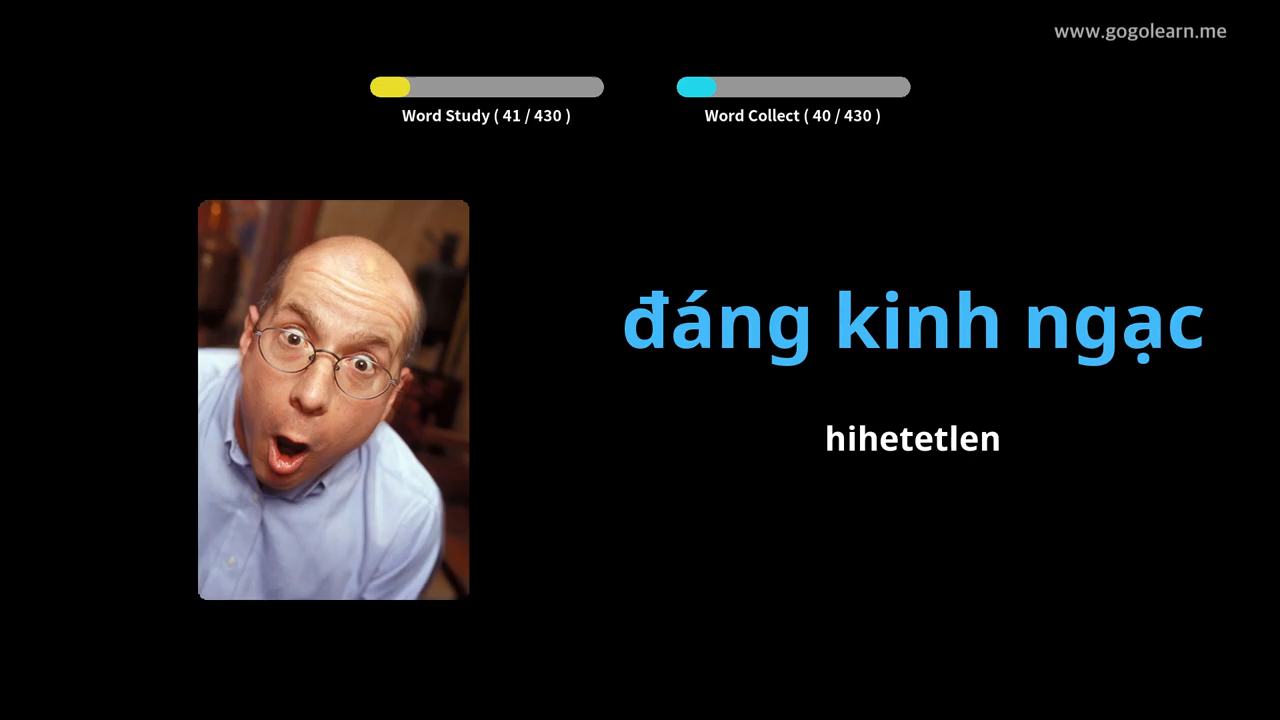 www.gogolearn.me
Word Study ( 41 / 430 )
Word Collect ( 40 / 430 )
đáng kinh ngạc
hihetetlen